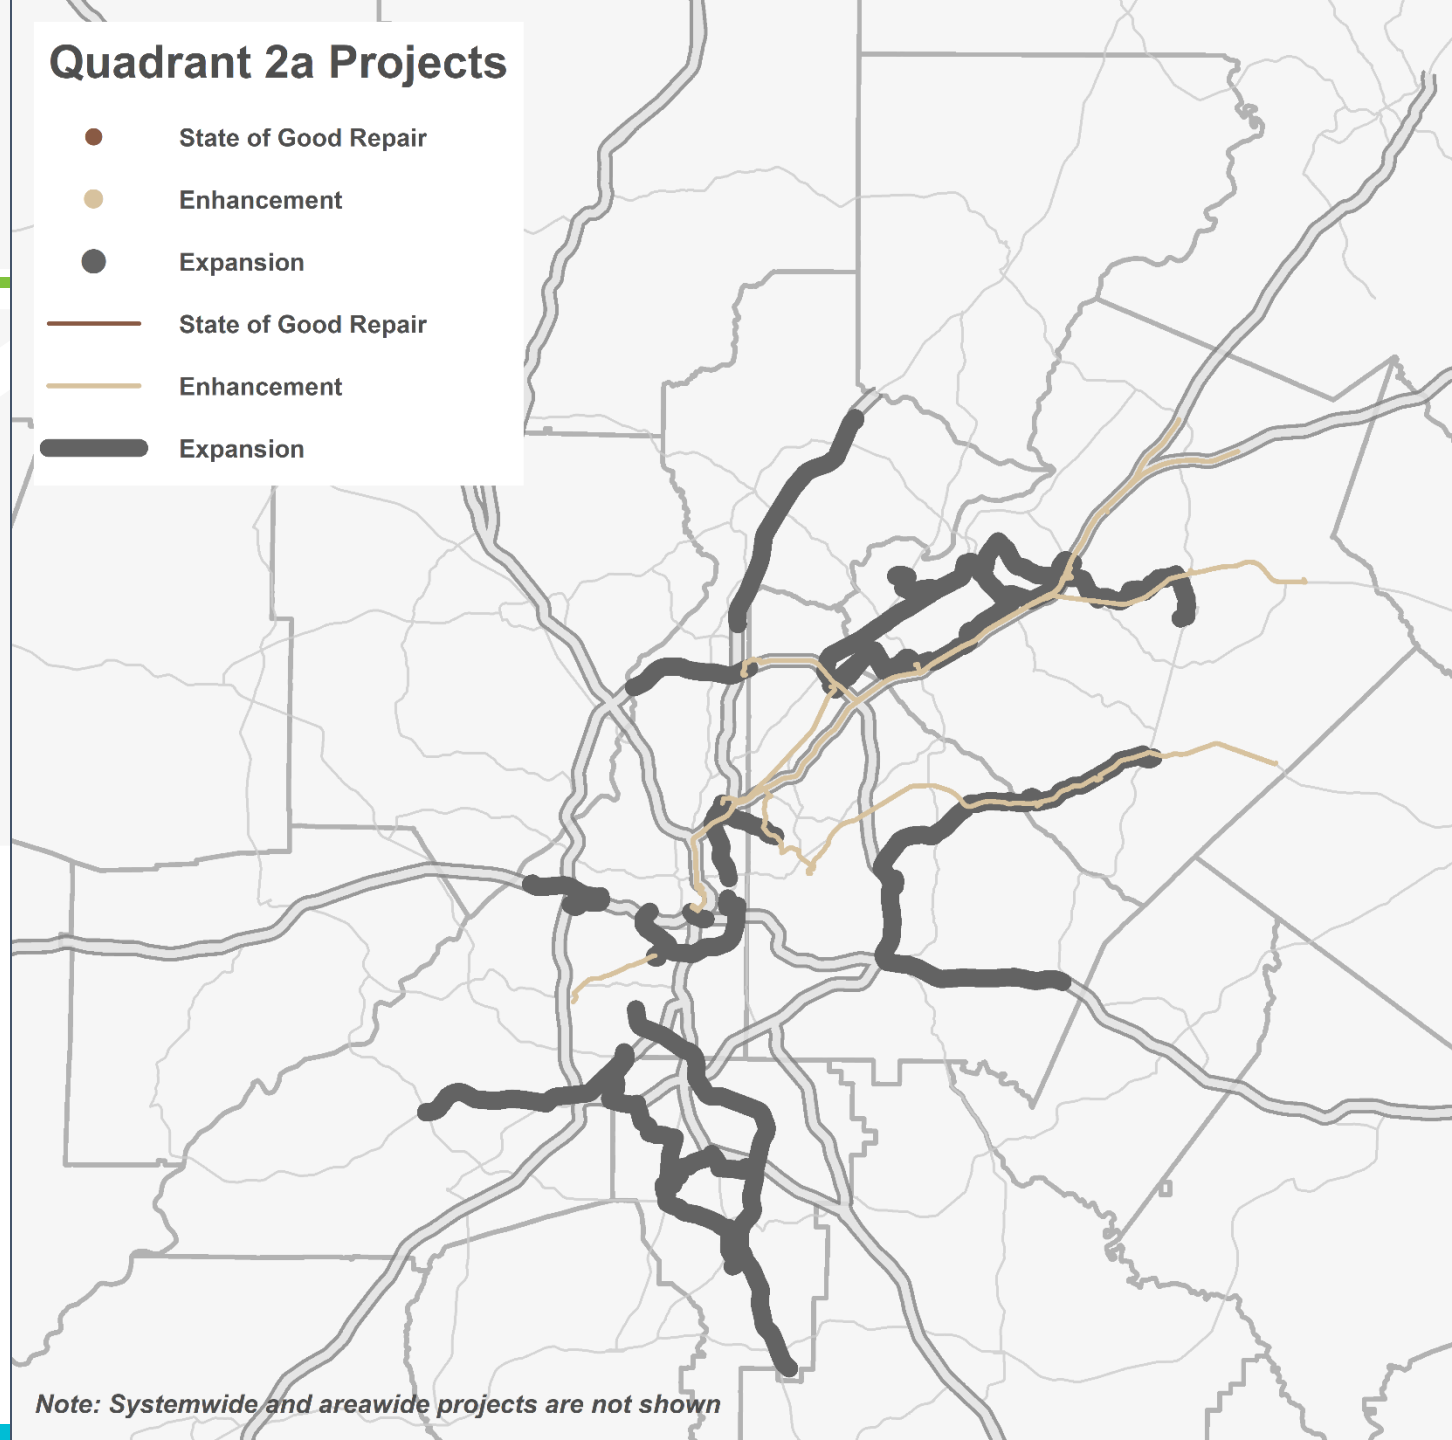 Quadrant 2a Projects
State of Good Repair
Enhancement
Expansion
State of Good Repair
Enhancement
Expansion
Note: Systemwide and areawide projects are not shown